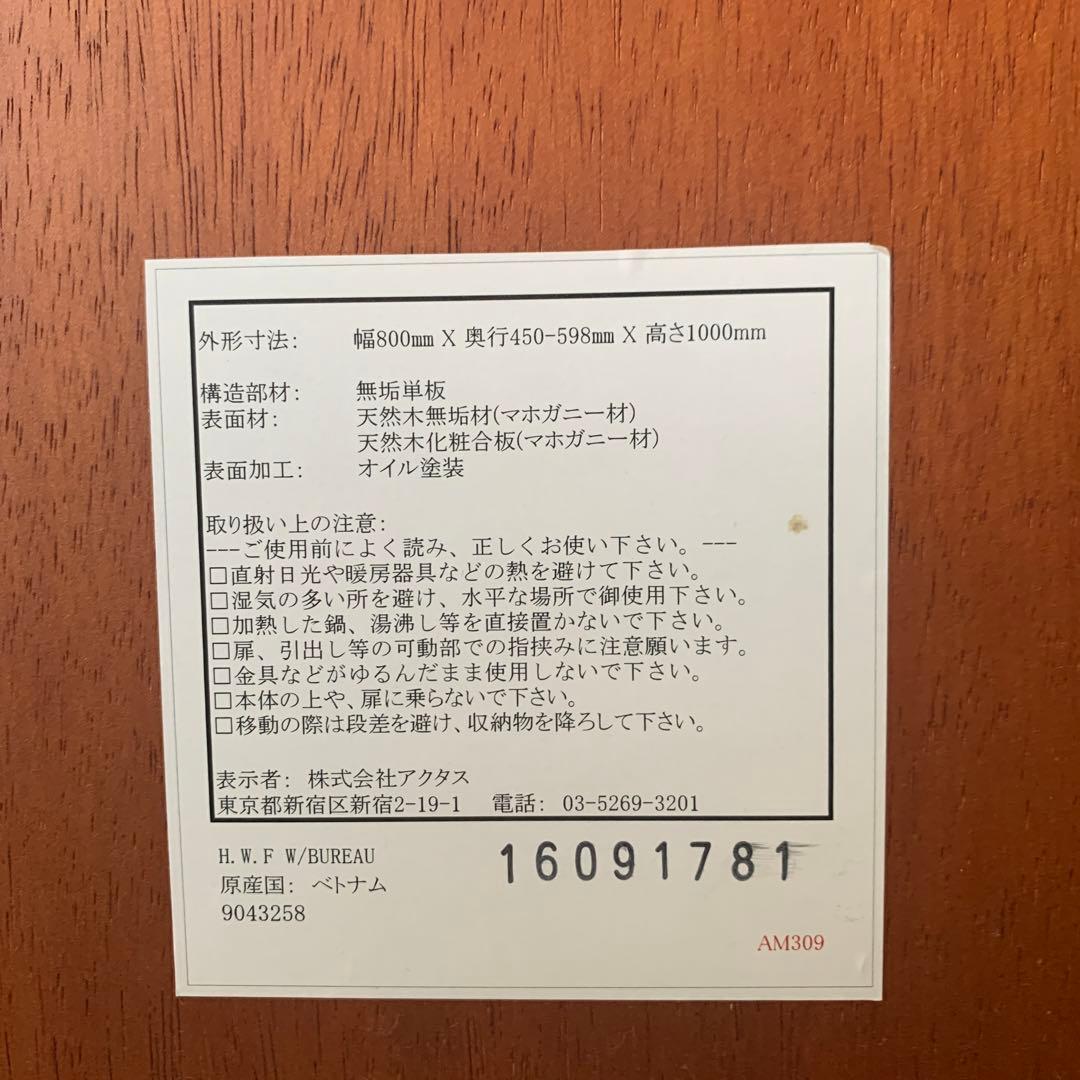 外形寸法: 幅800mm X 奥行450-598mm X 高さ1000mm
構造部材: 無垢単板
表面材: 天然木無垢材(マホガニー材)
天然木化粧合板(マホガニー材)
表面加工: オイル塗装
取り扱い上の注意:
---ご使用前によく読み、正しくお使い下さい。---
□直射日光や暖房器具などの熱を避けて下さい。
□湿気の多い所を避け、水平な場所で御使用下さい。
□加熱した鍋、湯沸し等を直接置かないで下さい。
□扉、引出し等の可動部での指挟みに注意願います。
□金具などがゆるんだまま使用しないで下さい。
□本体の上や、扉に乗らないで下さい。
□移動の際は段差を避け、収納物を降ろして下さい。
表示者: 株式会社アクタス
東京都新宿区新宿2-19-1 電話: 03-5269-3201
H.W.F W/BUREAU
16091781
原産国: ベトナム
9043258
AM309